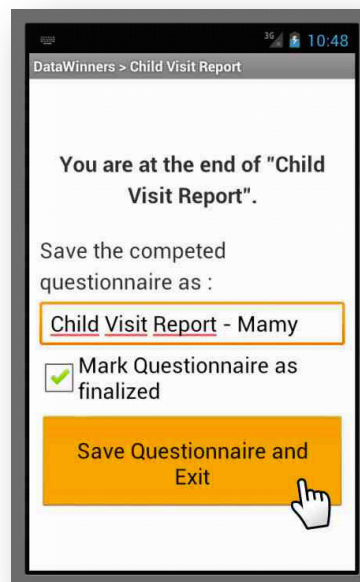 3G 10:48
DataWinners > Child Visit Report
You are at the end of "Child
Visit Report".
Save the competed
questionnaire as :
Child Visit Report - Mamy
Mark Questionnaire as
finalized
Save Questionnaire and
Exit